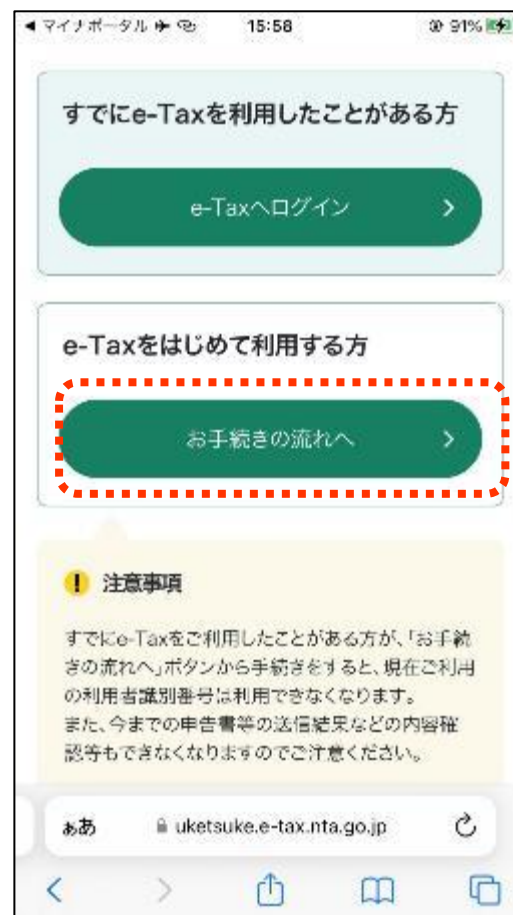 ◀ マイナポータル 15:58 91%
すでにe-Taxを利用したことがある方
e-Taxへログイン
e-Taxをはじめて利用する方
お手続きの流れへ
注意事項
すでにe-Taxをご利用したことがある方が、「お手続
きの流れへ」ボタンから手続きをすると、現在ご利用
の利用者識別番号は利用できなくなります。
また、今までの申告書等の送信結果などの内容確
認等もできなくなりますのでご注意ください。
ぁあ uketsuke.e-tax.nta.go.jp